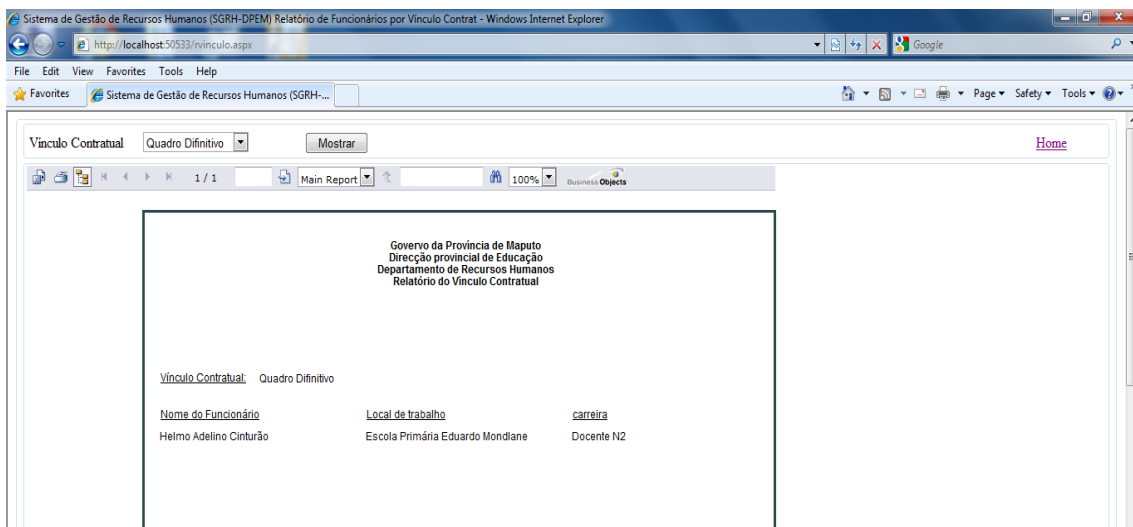 Sistema de Gestão de Recursos Humanos (SGRH-DPEM) Relatório de Funcionários por Vinculo Contrat - Windows Internet Explorer
http://localhost:50533/rvinculo.aspx
Google
File Edit View Favorites Tools Help
Favorites Sistema de Gestão de Recursos Humanos (SGRH-... Page Safety Tools
Vinculo Contratual Quadro Difinitivo Mostrar Home
1 / 1 Main Report 100% Business Objects
Governo da Província de Maputo
Direcção provincial de Educação
Departamento de Recursos Humanos
Relatório do Vinculo Contratual
Vínculo Contratual: Quadro Difinitivo
Nome do Funcionário Local de trabalho carreira
Helmo Adelino Cinturão Escola Primária Eduardo Mondlane Docente N2